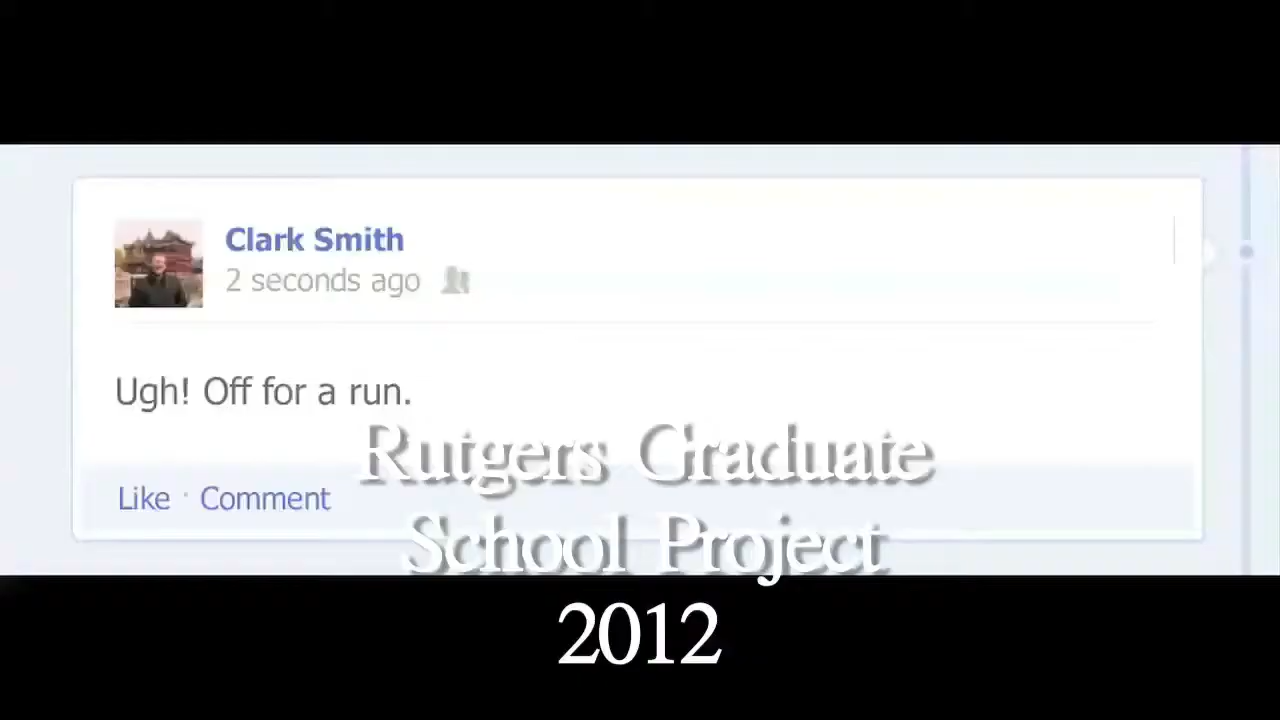 Clark Smith
2 seconds ago
Ugh! Off for a run.
Rutgers Graduate
Like · Comment
School Project
2012